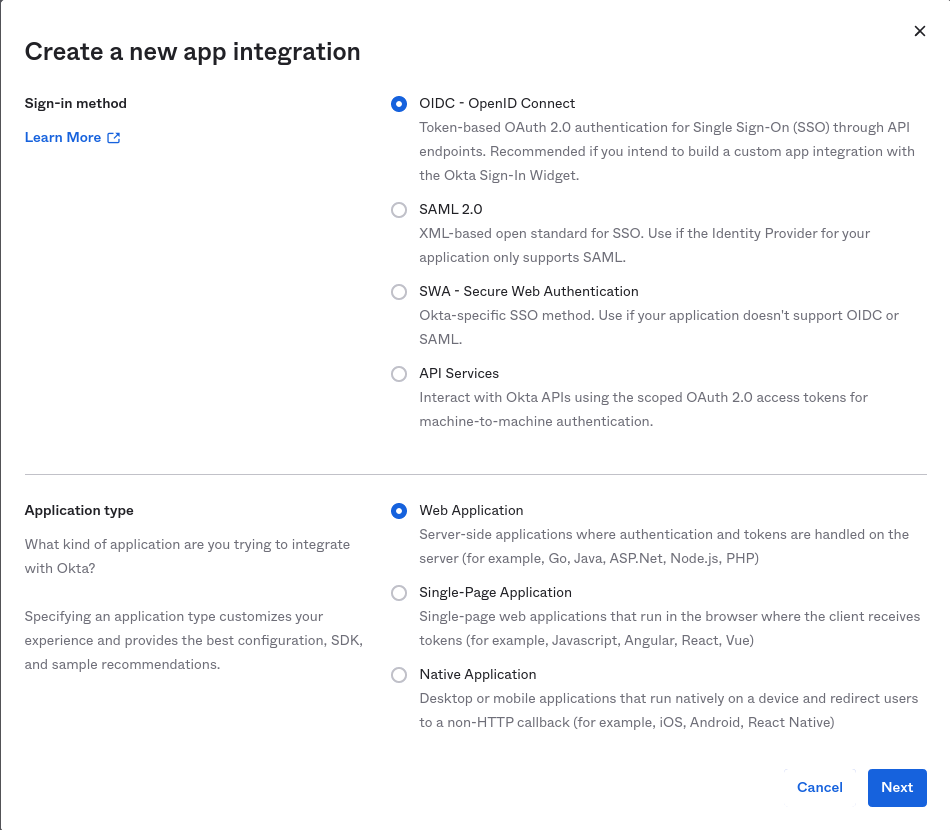 Create a new app integration
Sign-in method
Learn More
OIDC - OpenID Connect
Token-based OAuth 2.0 authentication for Single Sign-On (SSO) through API
endpoints. Recommended if you intend to build a custom app integration with
the Okta Sign-In Widget.
SAML 2.0
XML-based open standard for SSO. Use if the Identity Provider for your
application only supports SAML.
SWA - Secure Web Authentication
Okta-specific SSO method. Use if your application doesn't support OIDC or
SAML.
API Services
Interact with Okta APIs using the scoped OAuth 2.0 access tokens for
machine-to-machine authentication.
Application type
What kind of application are you trying to integrate
with Okta?
Specifying an application type customizes your
experience and provides the best configuration, SDK,
and sample recommendations.
Web Application
Server-side applications where authentication and tokens are handled on the
server (for example, Go, Java, ASP.Net, Node.js, PHP)
Single-Page Application
Single-page web applications that run in the browser where the client receives
tokens (for example, Javascript, Angular, React, Vue)
Native Application
Desktop or mobile applications that run natively on a device and redirect users
to a non-HTTP callback (for example, iOS, Android, React Native)
Cancel
Next